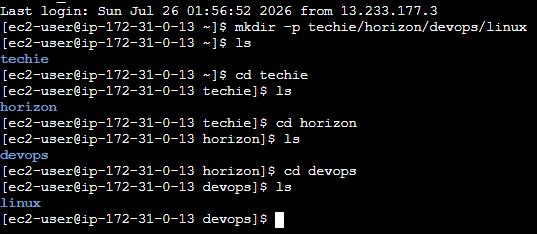 Last login: Sun Jul 26 01:56:52 2026 from 13.233.177.3
[ec2-user@ip-172-31-0-13 ~]$ mkdir -p techie/horizon/devops/linux
[ec2-user@ip-172-31-0-13 ~]$ ls
techie
[ec2-user@ip-172-31-0-13 ~]$ cd techie
[ec2-user@ip-172-31-0-13 techie]$ ls
horizon
[ec2-user@ip-172-31-0-13 techie]$ cd horizon
[ec2-user@ip-172-31-0-13 horizon]$ ls
devops
[ec2-user@ip-172-31-0-13 horizon]$ cd devops
[ec2-user@ip-172-31-0-13 devops]$ ls
linux
[ec2-user@ip-172-31-0-13 devops]$